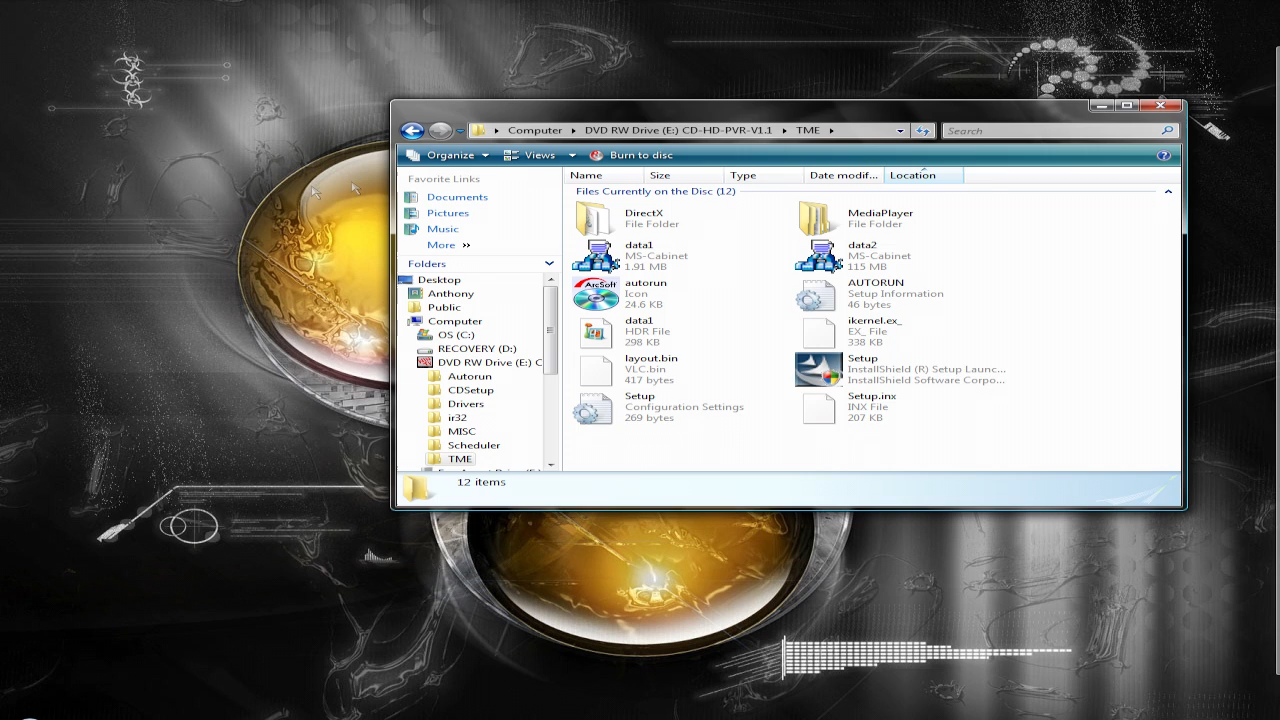 Computer ▸ DVD RW Drive (E:) CD-HD-PVR-V1.1 ▸ TME ▸
Search
Organize Views Burn to disc
Favorite Links
Documents
Pictures
Music
More »
Folders
Desktop
Anthony
Public
Computer
OS (C:)
RECOVERY (D:)
DVD RW Drive (E:) C
Autorun
CDSetup
Drivers
ir32
MISC
Scheduler
TME
Name Size Type Date modif... Location
Files Currently on the Disc (12)
DirectX
File Folder
MediaPlayer
File Folder
data1
MS-Cabinet
1.91 MB
data2
MS-Cabinet
115 MB
ArcSoft
autorun
Icon
24.6 KB
AUTORUN
Setup Information
46 bytes
data1
HDR File
298 KB
ikernel.ex_
EX_ File
338 KB
layout.bin
VLC.bin
417 bytes
Setup
InstallShield (R) Setup Launc...
InstallShield Software Corpo...
Setup
Configuration Settings
269 bytes
Setup.inx
INX File
207 KB
12 items